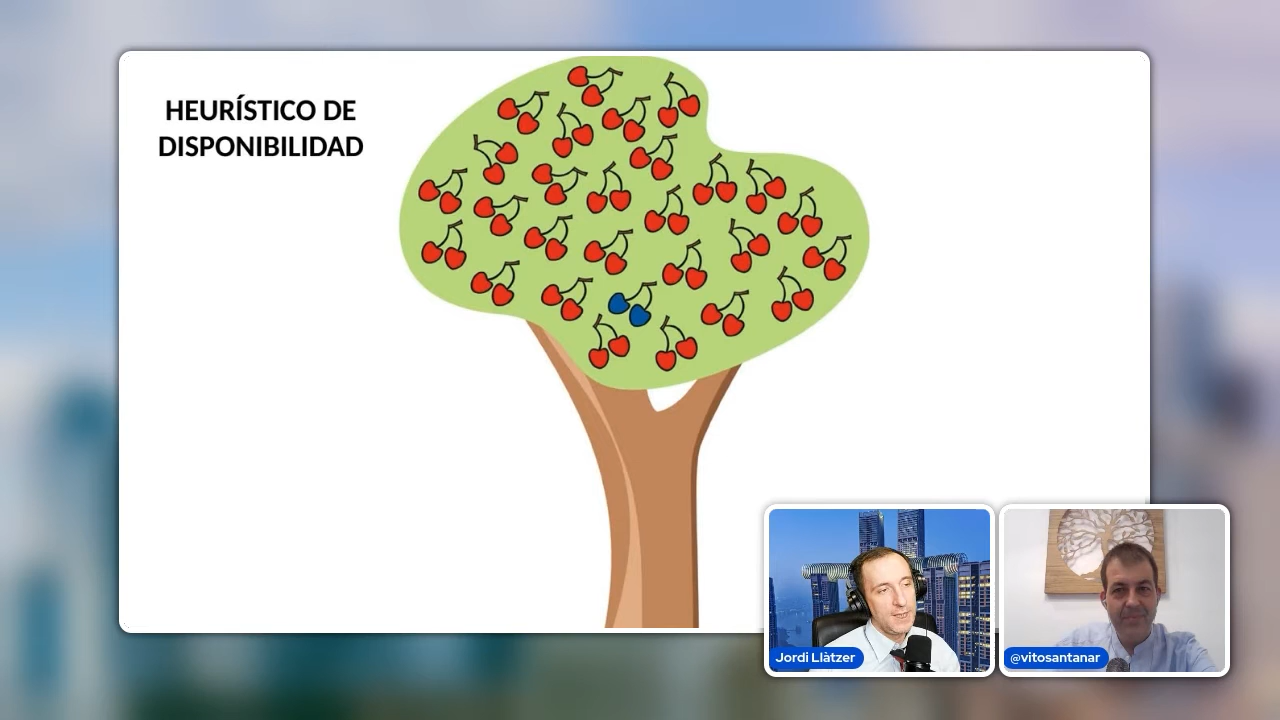 HEURÍSTICO DE
DISPONIBILIDAD
Jordi Llàtzer
@vitosantanar